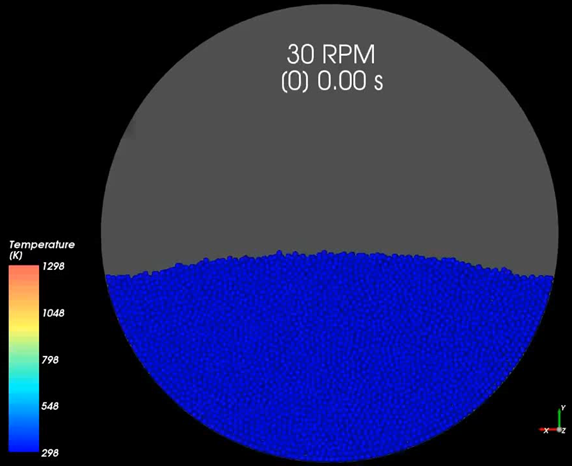 30 RPM
(0) 0.00 s
Temperature
(K)
1298
1048
798
548
298
Y
X
Z